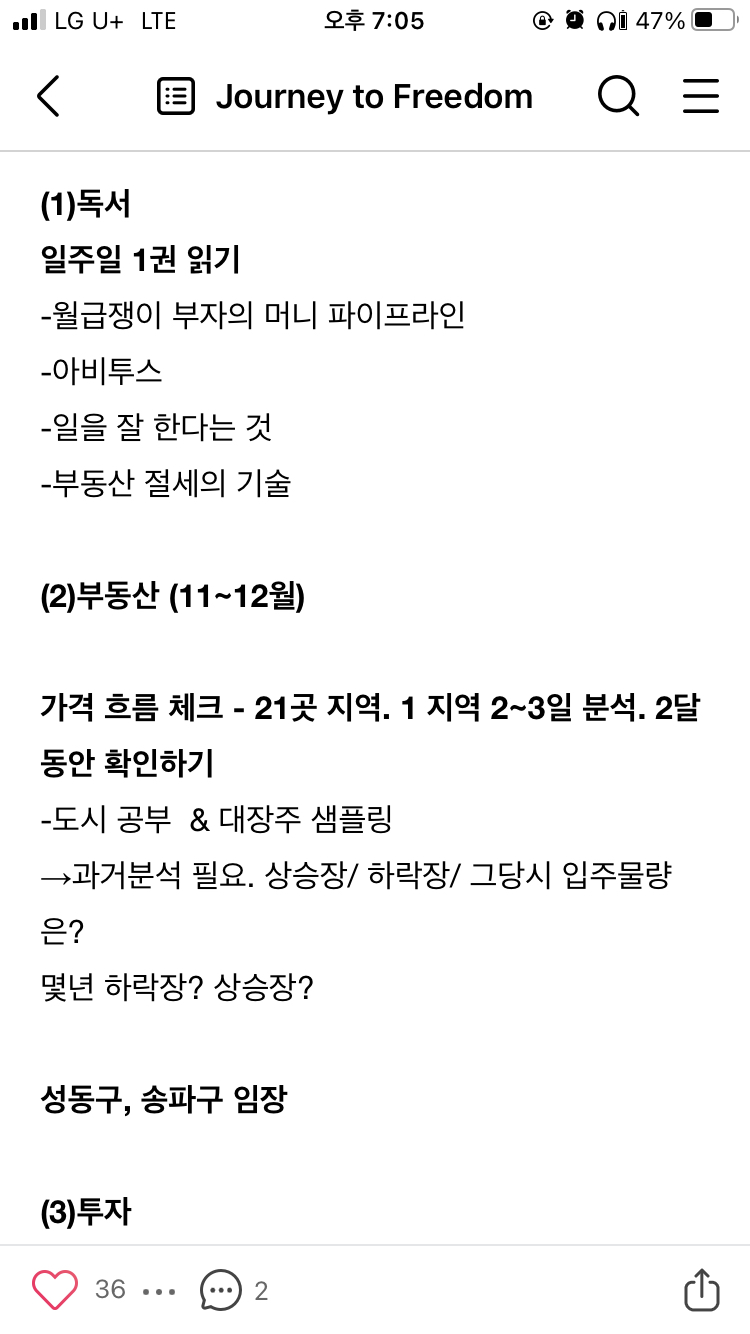 LG U+ LTE 오후 7:05 47%
Journey to Freedom
(1)독서
일주일 1권 읽기
-월급쟁이 부자의 머니 파이프라인
-아비투스
-일을 잘 한다는 것
-부동산 절세의 기술
(2)부동산 (11~12월)
가격 흐름 체크 - 21곳 지역. 1 지역 2~3일 분석. 2달
동안 확인하기
-도시 공부  & 대장주 샘플링
→과거분석 필요. 상승장/ 하락장/ 그당시 입주물량
은?
몇년 하락장? 상승장?
성동구, 송파구 임장
(3)투자
36 ••• 2